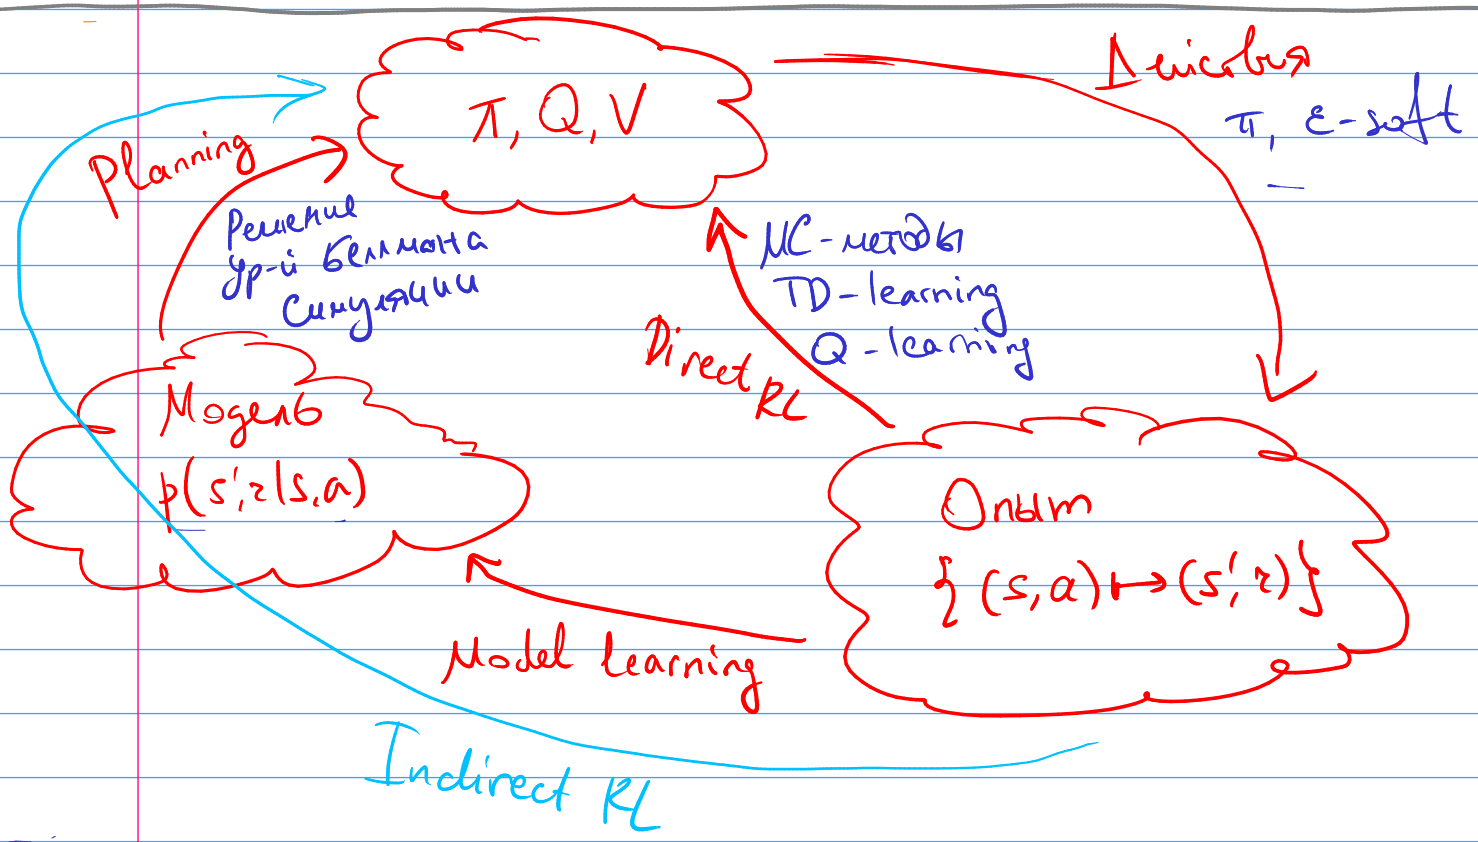 π, Q, V
Действия
π, ε-soft
Planning
Решение
ур-й Беллмана
Симуляции
МС-методы
TD-learning
Q-learning
Direct
RL
Модель
p(s',r|s,a)
Опыт
{(s,a)↦(s',r)}
Model learning
Indirect RL